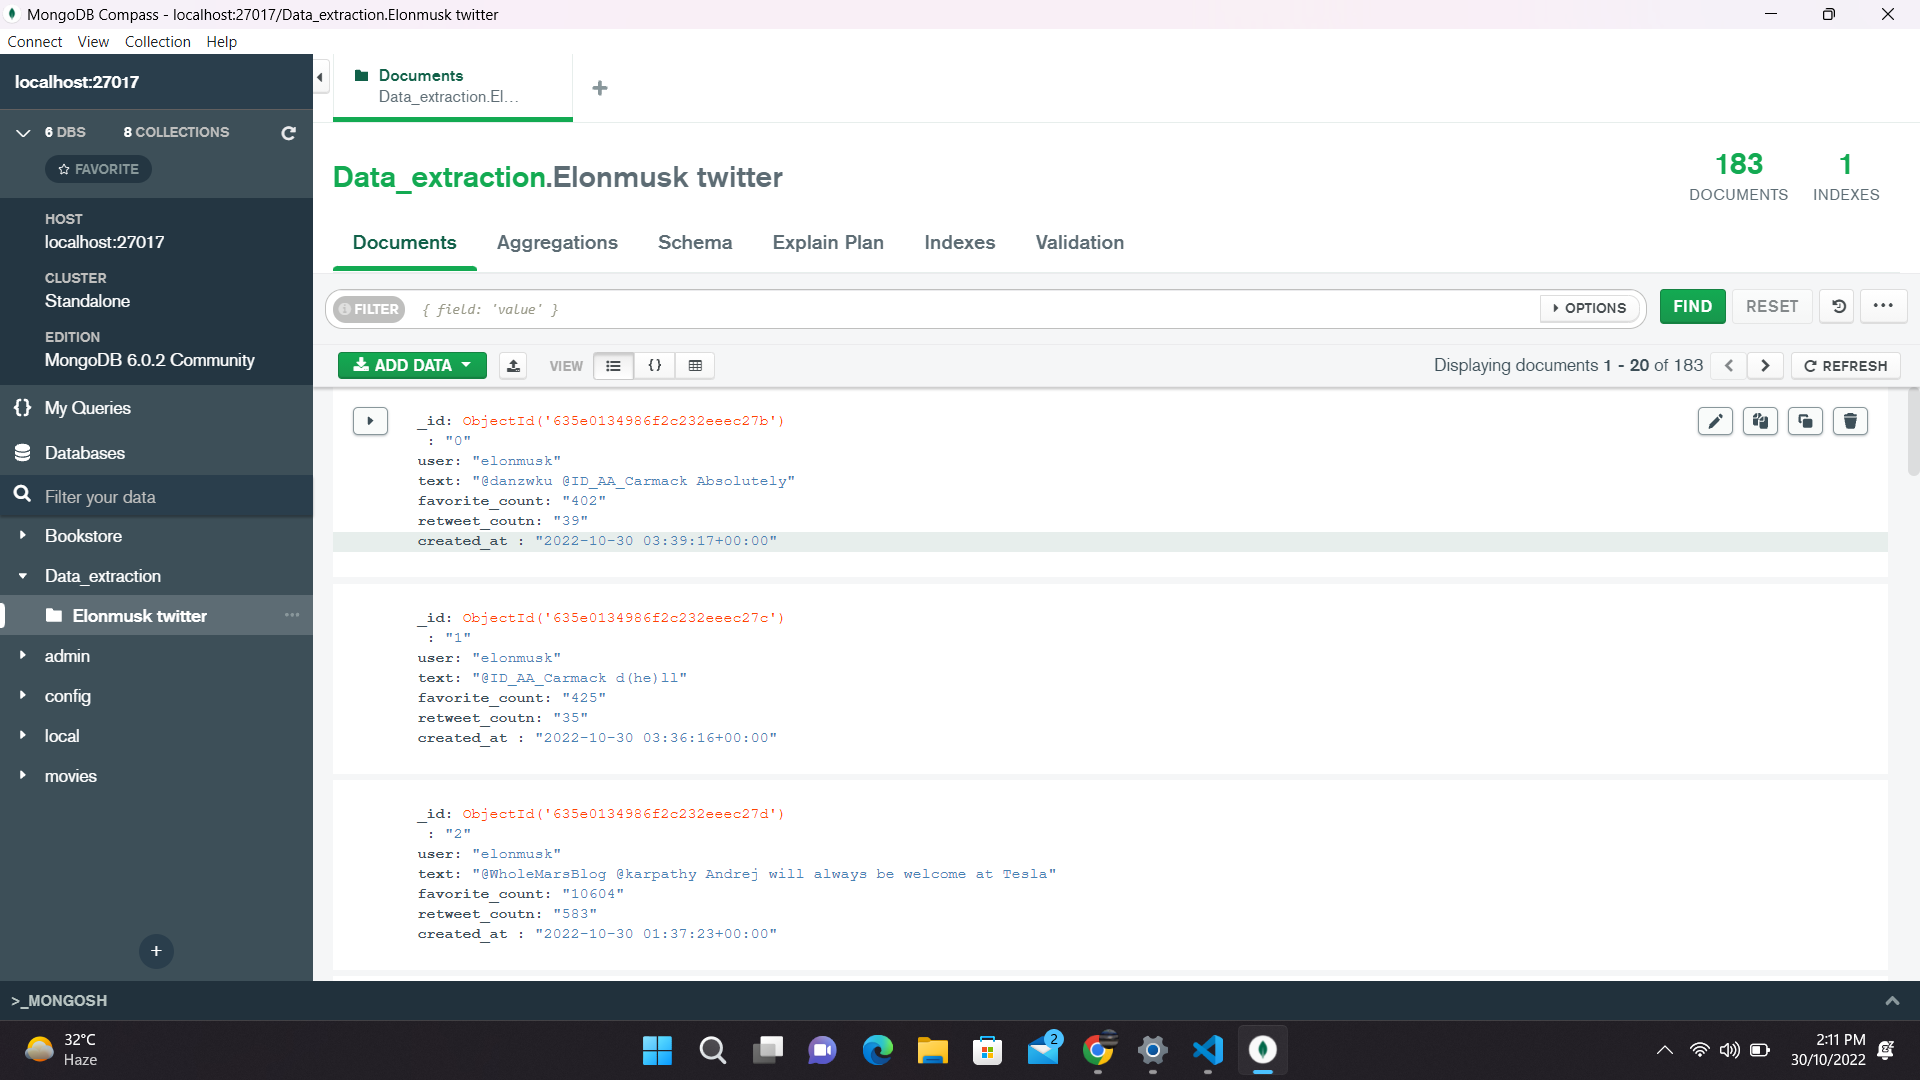 MongoDB Compass - localhost:27017/Data_extraction.Elonmusk twitter
Connect View Collection Help
localhost:27017
6 DBS 8 COLLECTIONS
FAVORITE
HOST
localhost:27017
CLUSTER
Standalone
EDITION
MongoDB 6.0.2 Community
{} My Queries
Databases
Filter your data
Bookstore
Data_extraction
Elonmusk twitter
admin
config
local
movies
+
Documents
Data_extraction.El...
+
Data_extraction.Elonmusk twitter
183
DOCUMENTS
1
INDEXES
Documents Aggregations Schema Explain Plan Indexes Validation
FILTER { field: 'value' } OPTIONS FIND RESET
ADD DATA VIEW {} Displaying documents 1 - 20 of 183 < > REFRESH
_id: ObjectId('635e0134986f2c232eeec27b')
: "0"
user: "elonmusk"
text: "@danzwku @ID_AA_Carmack Absolutely"
favorite_count: "402"
retweet_coutn: "39"
created_at : "2022-10-30 03:39:17+00:00"
_id: ObjectId('635e0134986f2c232eeec27c')
: "1"
user: "elonmusk"
text: "@ID_AA_Carmack d(he)ll"
favorite_count: "425"
retweet_coutn: "35"
created_at : "2022-10-30 03:36:16+00:00"
_id: ObjectId('635e0134986f2c232eeec27d')
: "2"
user: "elonmusk"
text: "@WholeMarsBlog @karpathy Andrej will always be welcome at Tesla"
favorite_count: "10604"
retweet_coutn: "583"
created_at : "2022-10-30 01:37:23+00:00"
>_MONGOSH
32°C
Haze
2
2:11 PM
30/10/2022